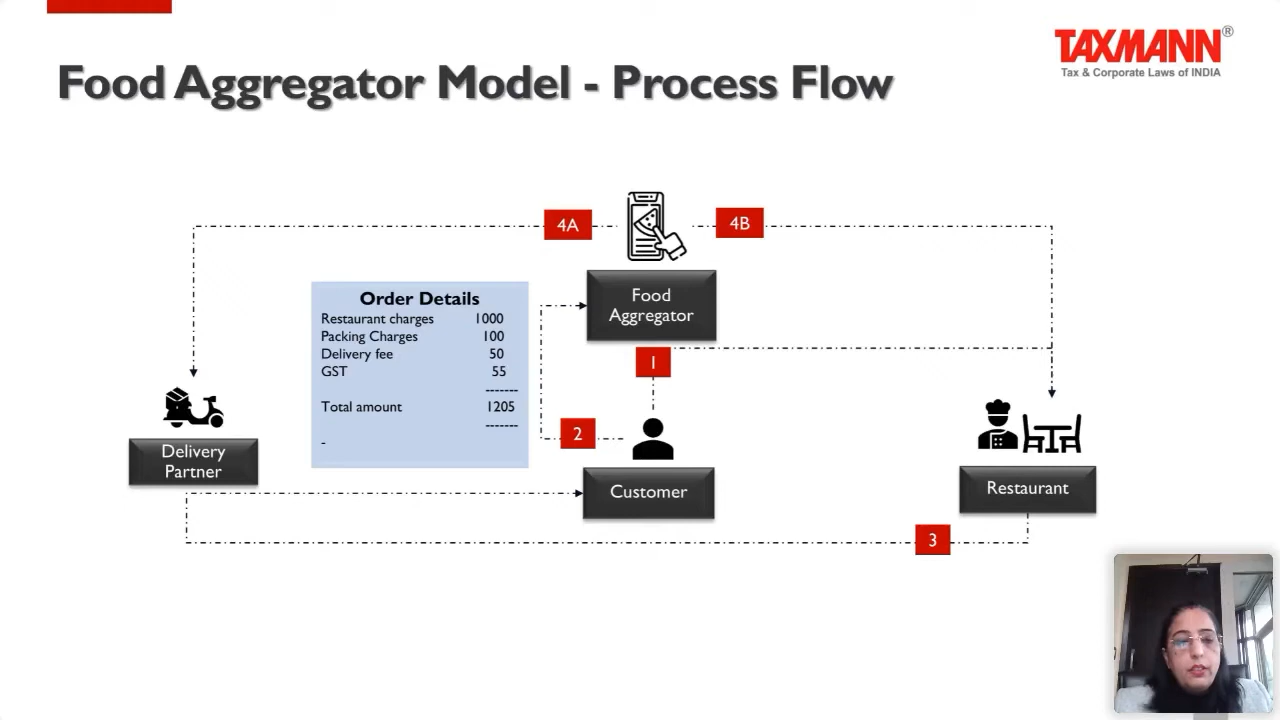 TAXMANN®
Tax & Corporate Laws of INDIA
Food Aggregator Model - Process Flow
4A
4B
Food
Aggregator
Order Details
Restaurant charges 1000
Packing Charges 100
Delivery fee 50
GST 55
-------
Total amount 1205
-------
-
1
2
Delivery
Partner
Customer
Restaurant
3